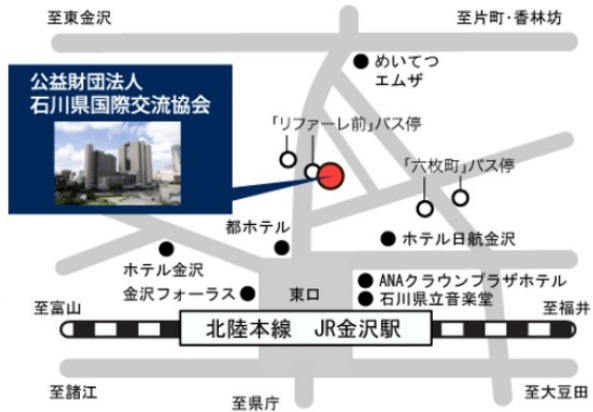 至東金沢
至片町・香林坊
めいてつ
エムザ
公益財団法人
石川県国際交流協会
「リファーレ前」バス停
「六枚町」バス停
都ホテル
ホテル日航金沢
ホテル金沢
ANAクラウンプラザホテル
金沢フォーラス
東口
石川県立音楽堂
至富山
至福井
北陸本線 JR金沢駅
至諸江
至県庁
至大豆田